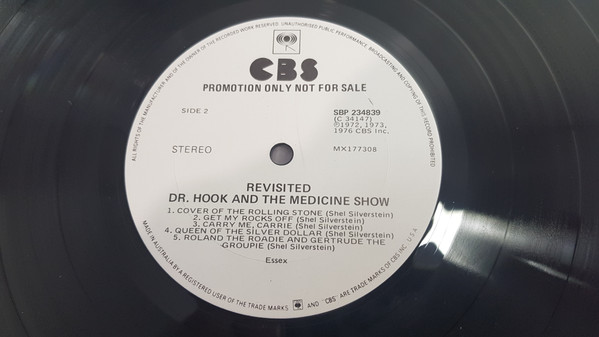 ALL RIGHTS OF THE MANUFACTURER AND OF THE OWNER OF THE RECORDED WORK RESERVED. UNAUTHORISED PUBLIC PERFORMANCE, BROADCASTING AND COPYING OF THIS RECORD PROHIBITED
CBS
PROMOTION ONLY NOT FOR SALE
SIDE 2
SBP 234839
(C 34147)
Ⓟ1972, 1973,
1976 CBS Inc.
STEREO
MX177308
REVISITED
DR. HOOK AND THE MEDICINE SHOW
1. COVER OF THE ROLLING STONE (Shel Silverstein)
2. GET MY ROCKS OFF (Shel Silverstein)
3. CARRY ME, CARRIE (Shel Silverstein)
4. QUEEN OF THE SILVER DOLLAR (Shel Silverstein)
5. ROLAND THE ROADIE AND GERTRUDE THE
GROUPIE (Shel Silverstein)
Essex
MADE IN AUSTRALIA BY A REGISTERED USER OF THE TRADE MARKS AND "CBS" ARE TRADE MARKS OF CBS INC. U.S.A.